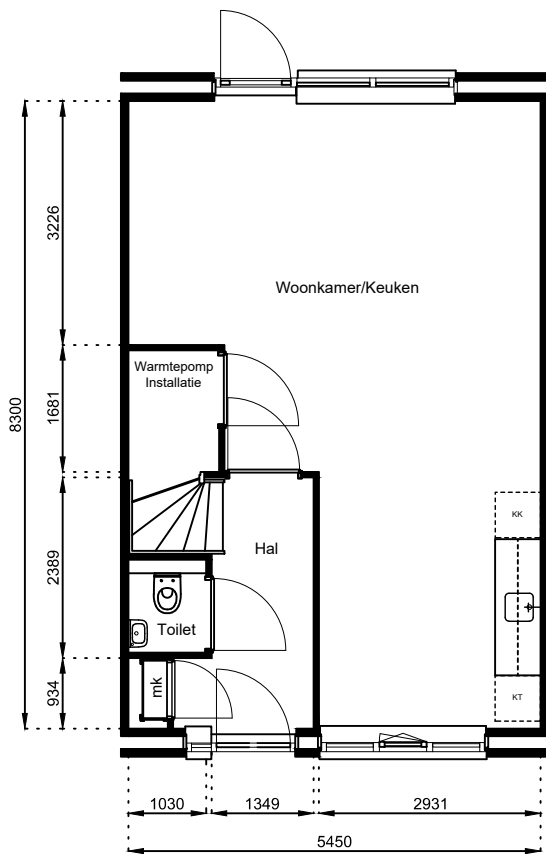 3226
Woonkamer/Keuken
Warmtepomp
Installatie
1681
8300
KK
2389
Hal
Toilet
934
mk
KT
1030
1349
2931
5450